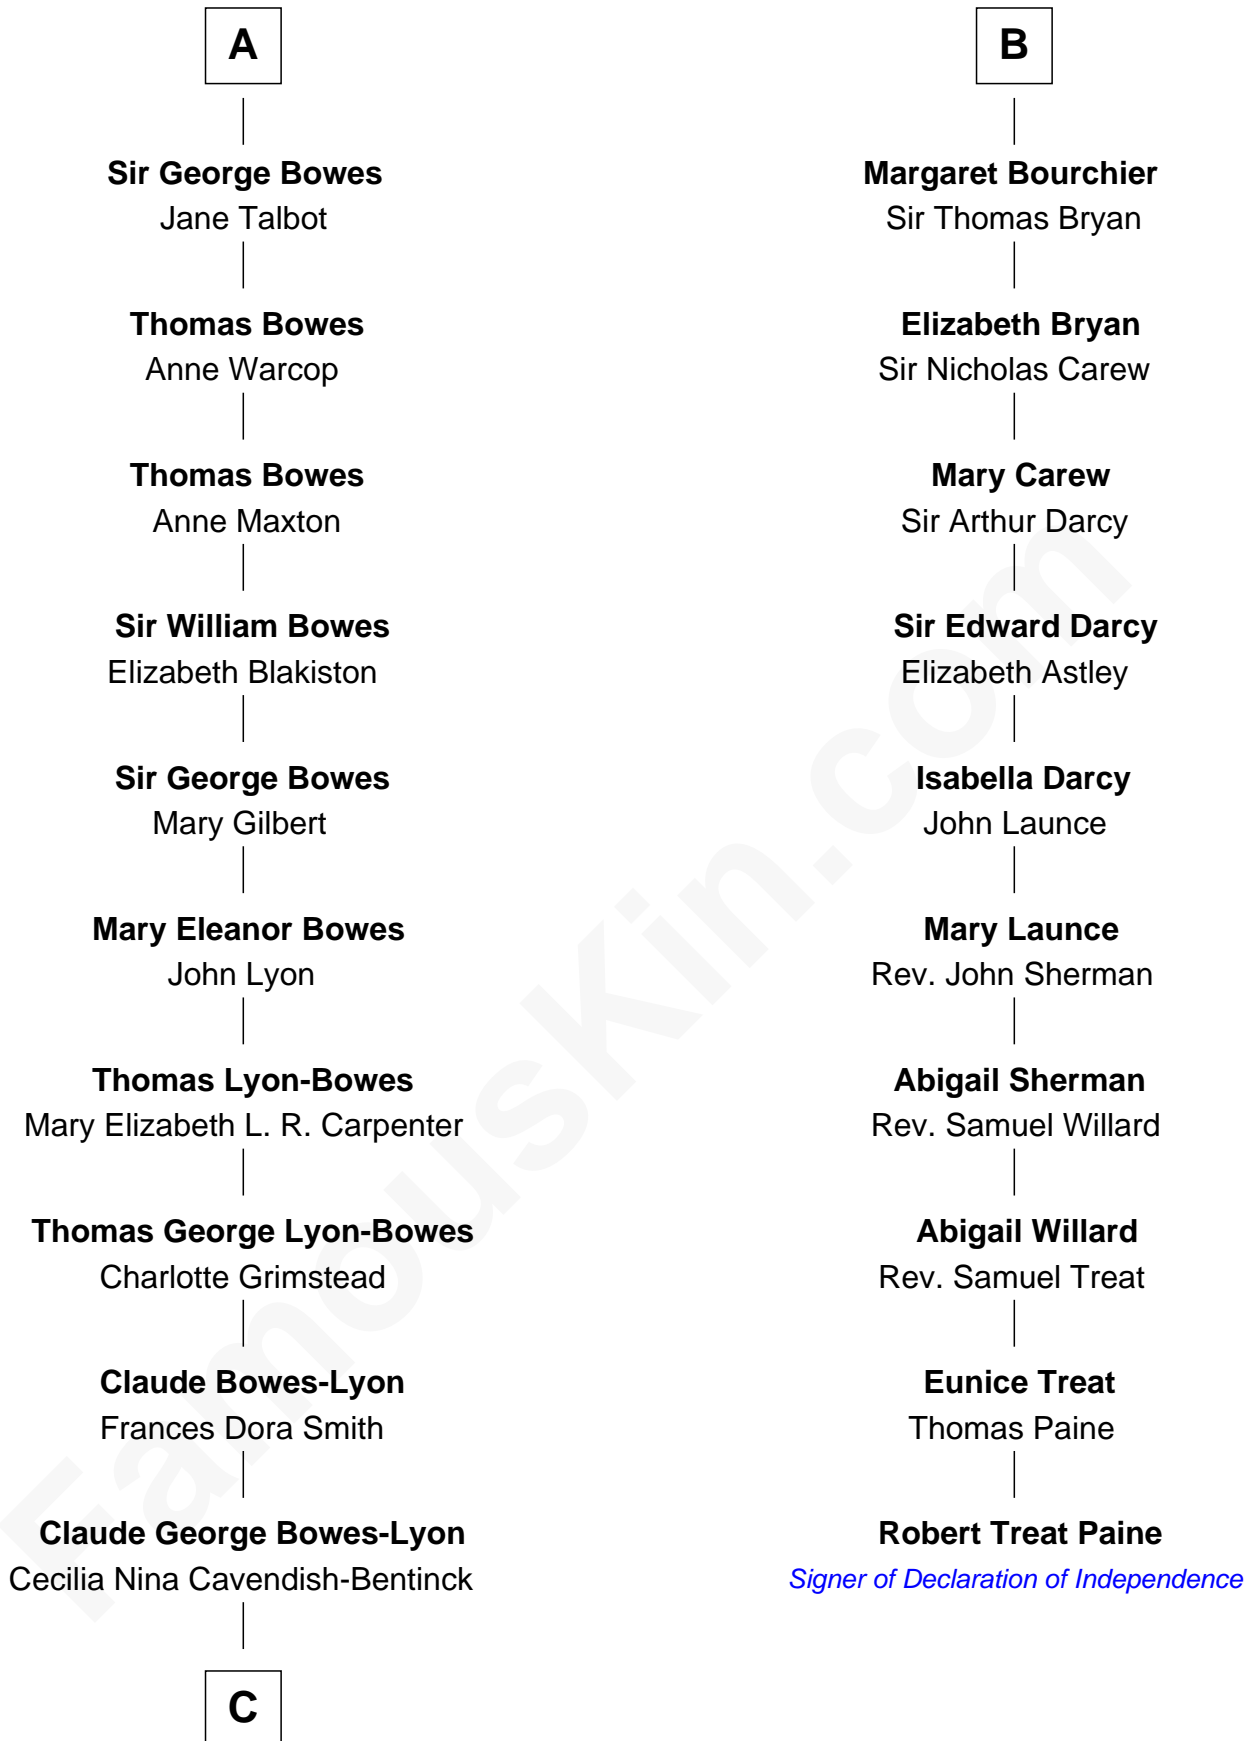 A
Sir George Bowes
Jane Talbot
Thomas Bowes
Anne Warcop
Thomas Bowes
Anne Maxton
Sir William Bowes
Elizabeth Blakiston
Sir George Bowes
Mary Gilbert
Mary Eleanor Bowes
John Lyon
Thomas Lyon-Bowes
Mary Elizabeth L. R. Carpenter
Thomas George Lyon-Bowes
Charlotte Grimstead
Claude Bowes-Lyon
Frances Dora Smith
Claude George Bowes-Lyon
Cecilia Nina Cavendish-Bentinck
C
B
Margaret Bourchier
Sir Thomas Bryan
Elizabeth Bryan
Sir Nicholas Carew
Mary Carew
Sir Arthur Darcy
Sir Edward Darcy
Elizabeth Astley
Isabella Darcy
John Launce
Mary Launce
Rev. John Sherman
Abigail Sherman
Rev. Samuel Willard
Abigail Willard
Rev. Samuel Treat
Eunice Treat
Thomas Paine
Robert Treat Paine
Signer of Declaration of Independence
FamousKin.com